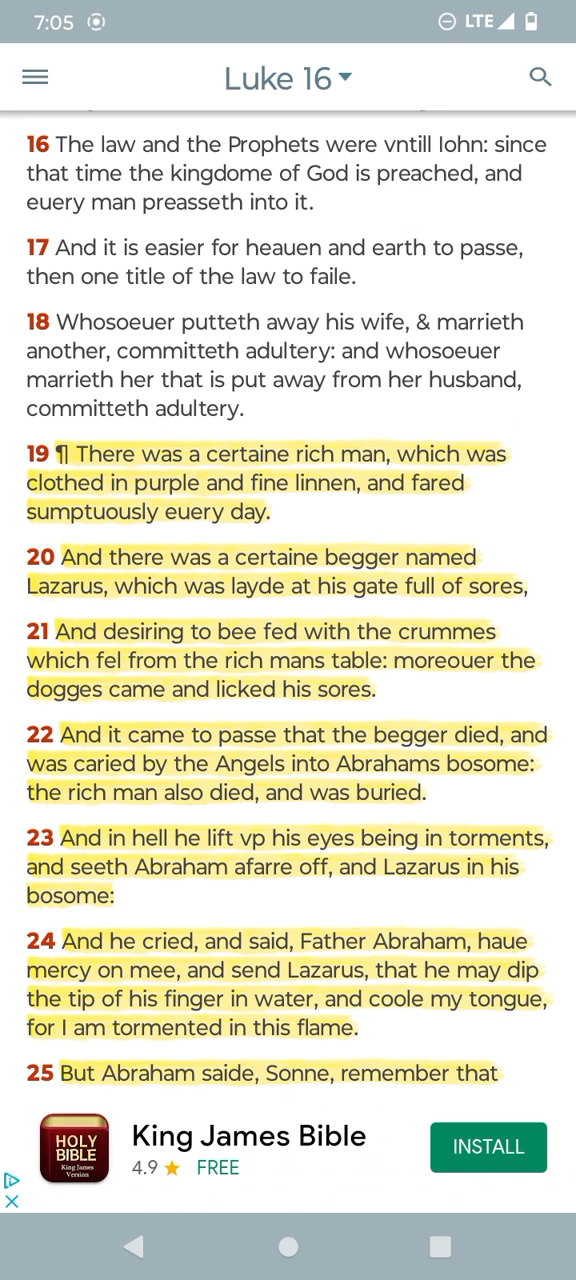 7:05 LTE
Luke 16
16 The law and the Prophets were vntill Iohn: since
that time the kingdome of God is preached, and
euery man preasseth into it.
17 And it is easier for heauen and earth to passe,
then one title of the law to faile.
18 Whosoeuer putteth away his wife, & marrieth
another, committeth adultery: and whosoeuer
marrieth her that is put away from her husband,
committeth adultery.
19 ¶ There was a certaine rich man, which was
clothed in purple and fine linnen, and fared
sumptuously euery day.
20 And there was a certaine begger named
Lazarus, which was layde at his gate full of sores,
21 And desiring to bee fed with the crummes
which fel from the rich mans table: moreouer the
dogges came and licked his sores.
22 And it came to passe that the begger died, and
was caried by the Angels into Abrahams bosome:
the rich man also died, and was buried.
23 And in hell he lift vp his eyes being in torments,
and seeth Abraham afarre off, and Lazarus in his
bosome:
24 And he cried, and said, Father Abraham, haue
mercy on mee, and send Lazarus, that he may dip
the tip of his finger in water, and coole my tongue,
for I am tormented in this flame.
25 But Abraham saide, Sonne, remember that
HOLY
BIBLE
King James
Version
King James Bible
4.9 ★ FREE
INSTALL